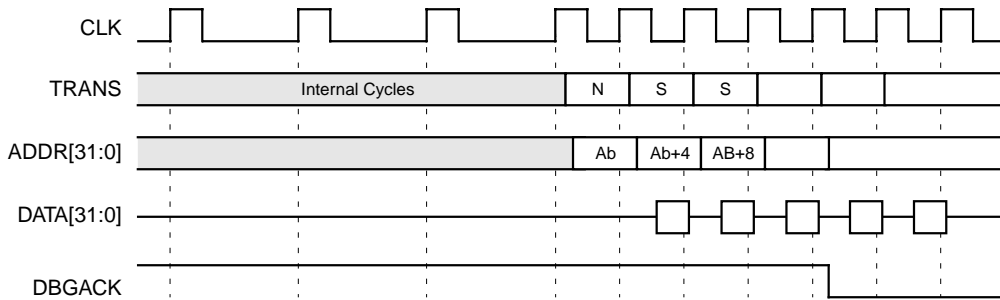 CLK
TRANS Internal Cycles N S S
ADDR[31:0] Ab Ab+4 AB+8
DATA[31:0]
DBGACK